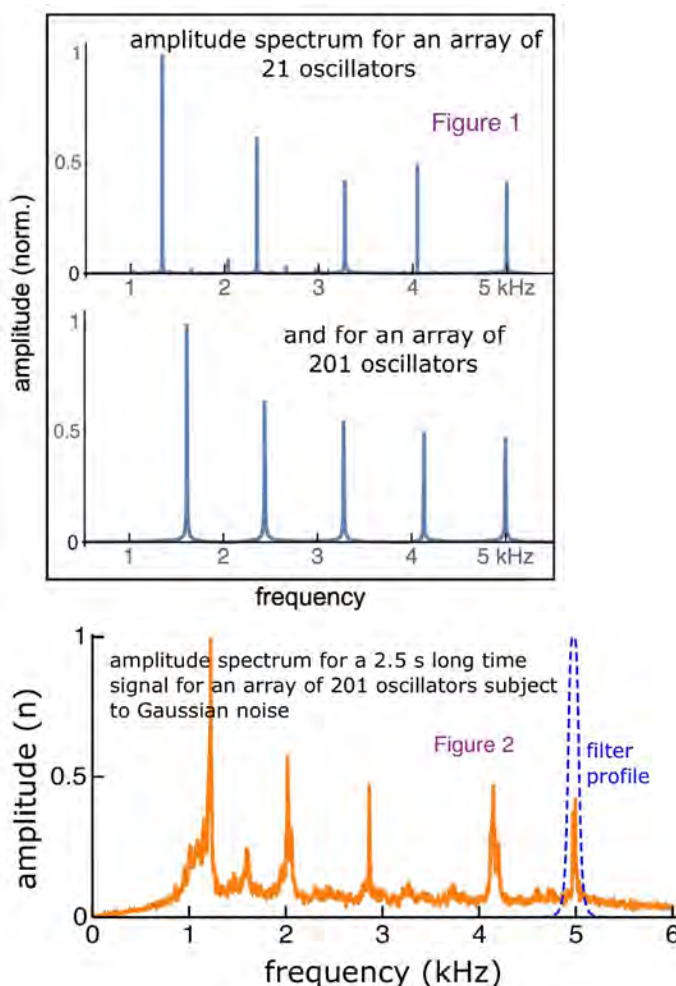 amplitude spectrum for an array of
21 oscillators
Figure 1
1
0.5
0
1 2 3 4 5 kHz
amplitude (norm.)
and for an array of
201 oscillators
1
0.5
0
1 2 3 4 5 kHz
frequency
amplitude spectrum for a 2.5 s long time
signal for an array of 201 oscillators subject
to Gaussian noise
Figure 2
filter
profile
1
0.5
0
amplitude (n)
0 1 2 3 4 5 6
frequency (kHz)